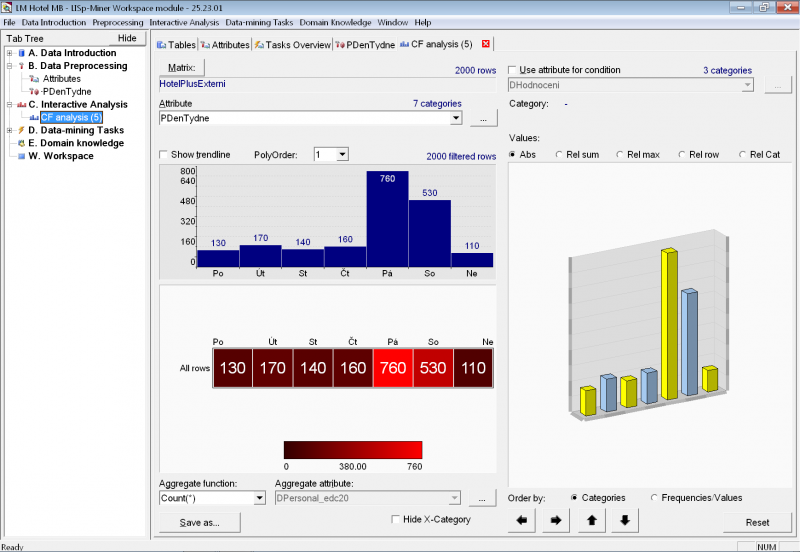 LM Hotel MB - LISp-Miner Workspace module - 25.23.01
File Data Introduction Preprocessing Interactive Analysis Data-mining Tasks Domain Knowledge Window Help
Tab Tree Hide
A. Data Introduction
B. Data Preprocessing
Attributes
PDenTydne
C. Interactive Analysis
CF analysis (5)
D. Data-mining Tasks
E. Domain knowledge
W. Workspace
Tables Attributes Tasks Overview PDenTydne CF analysis (5)
Matrix: 2000 rows
HotelPlusExterni
Attribute 7 categories
PDenTydne ...
Show trendline PolyOrder: 1 2000 filtered rows
800
640
480
320
160
0
130 170 140 160 760 530 110
Po Út St Čt Pá So Ne
Po Út St Čt Pá So Ne
All rows 130 170 140 160 760 530 110
0 380.00 760
Aggregate function: Aggregate attribute:
Count(*) DPersonal_edc20 ...
Save as... Hide X-Category
Use attribute for condition 3 categories
DHodnoceni ...
Category: -
Values:
Abs Rel sum Rel max Rel row Rel Cat
Order by: Categories Frequencies/Values
Reset
Ready NUM